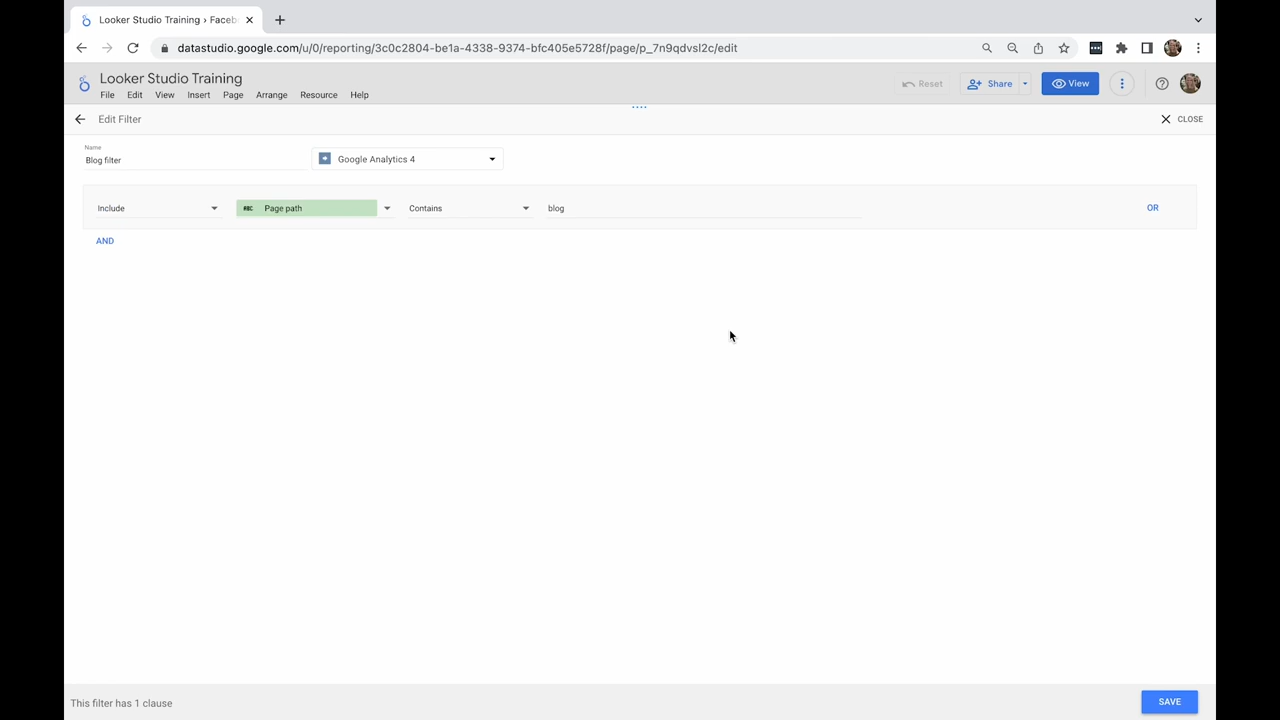 Looker Studio Training › Faceb
datastudio.google.com/u/0/reporting/3c0c2804-be1a-4338-9374-bfc405e5728f/page/p_7n9qdvsl2c/edit
Looker Studio Training
File Edit View Insert Page Arrange Resource Help
Reset Share View
Edit Filter
CLOSE
Name
Blog filter
Google Analytics 4
Include ABC Page path Contains blog OR
AND
This filter has 1 clause
SAVE